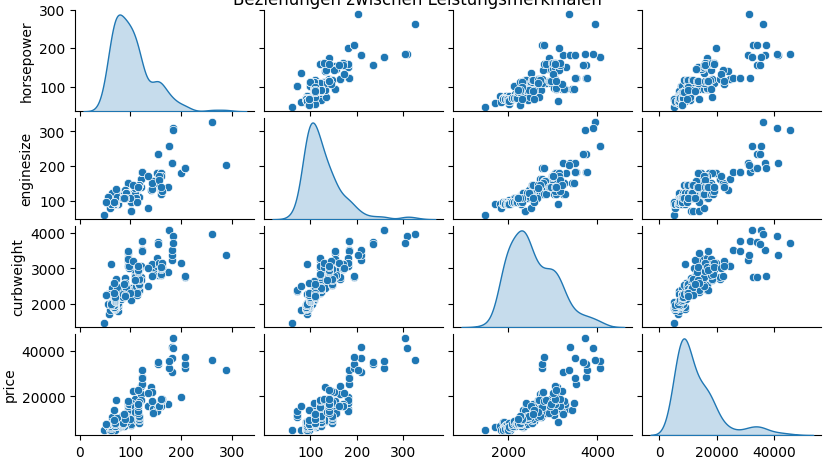 Beziehungen zwischen Leistungsmerkmalen
300
200
100
horsepower
300
200
100
enginesize
4000
3000
2000
curbweight
40000
20000
price
0 100 200 300
100 200 300
2000 4000
0 20000 40000